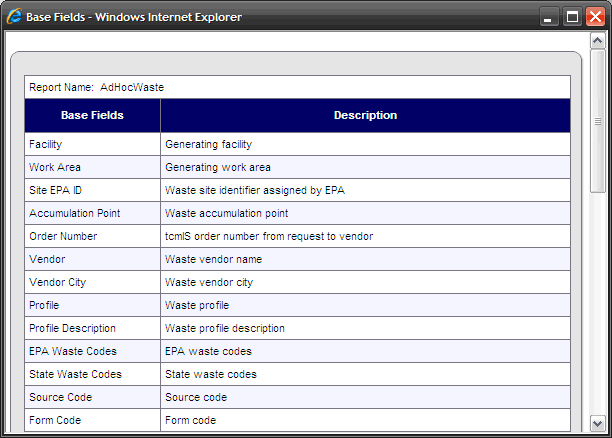 Base Fields - Windows Internet Explorer
Report Name: AdHocWaste
Base Fields Description
Facility Generating facility
Work Area Generating work area
Site EPA ID Waste site identifier assigned by EPA
Accumulation Point Waste accumulation point
Order Number tcmIS order number from request to vendor
Vendor Waste vendor name
Vendor City Waste vendor city
Profile Waste profile
Profile Description Waste profile description
EPA Waste Codes EPA waste codes
State Waste Codes State waste codes
Source Code Source code
Form Code Form code